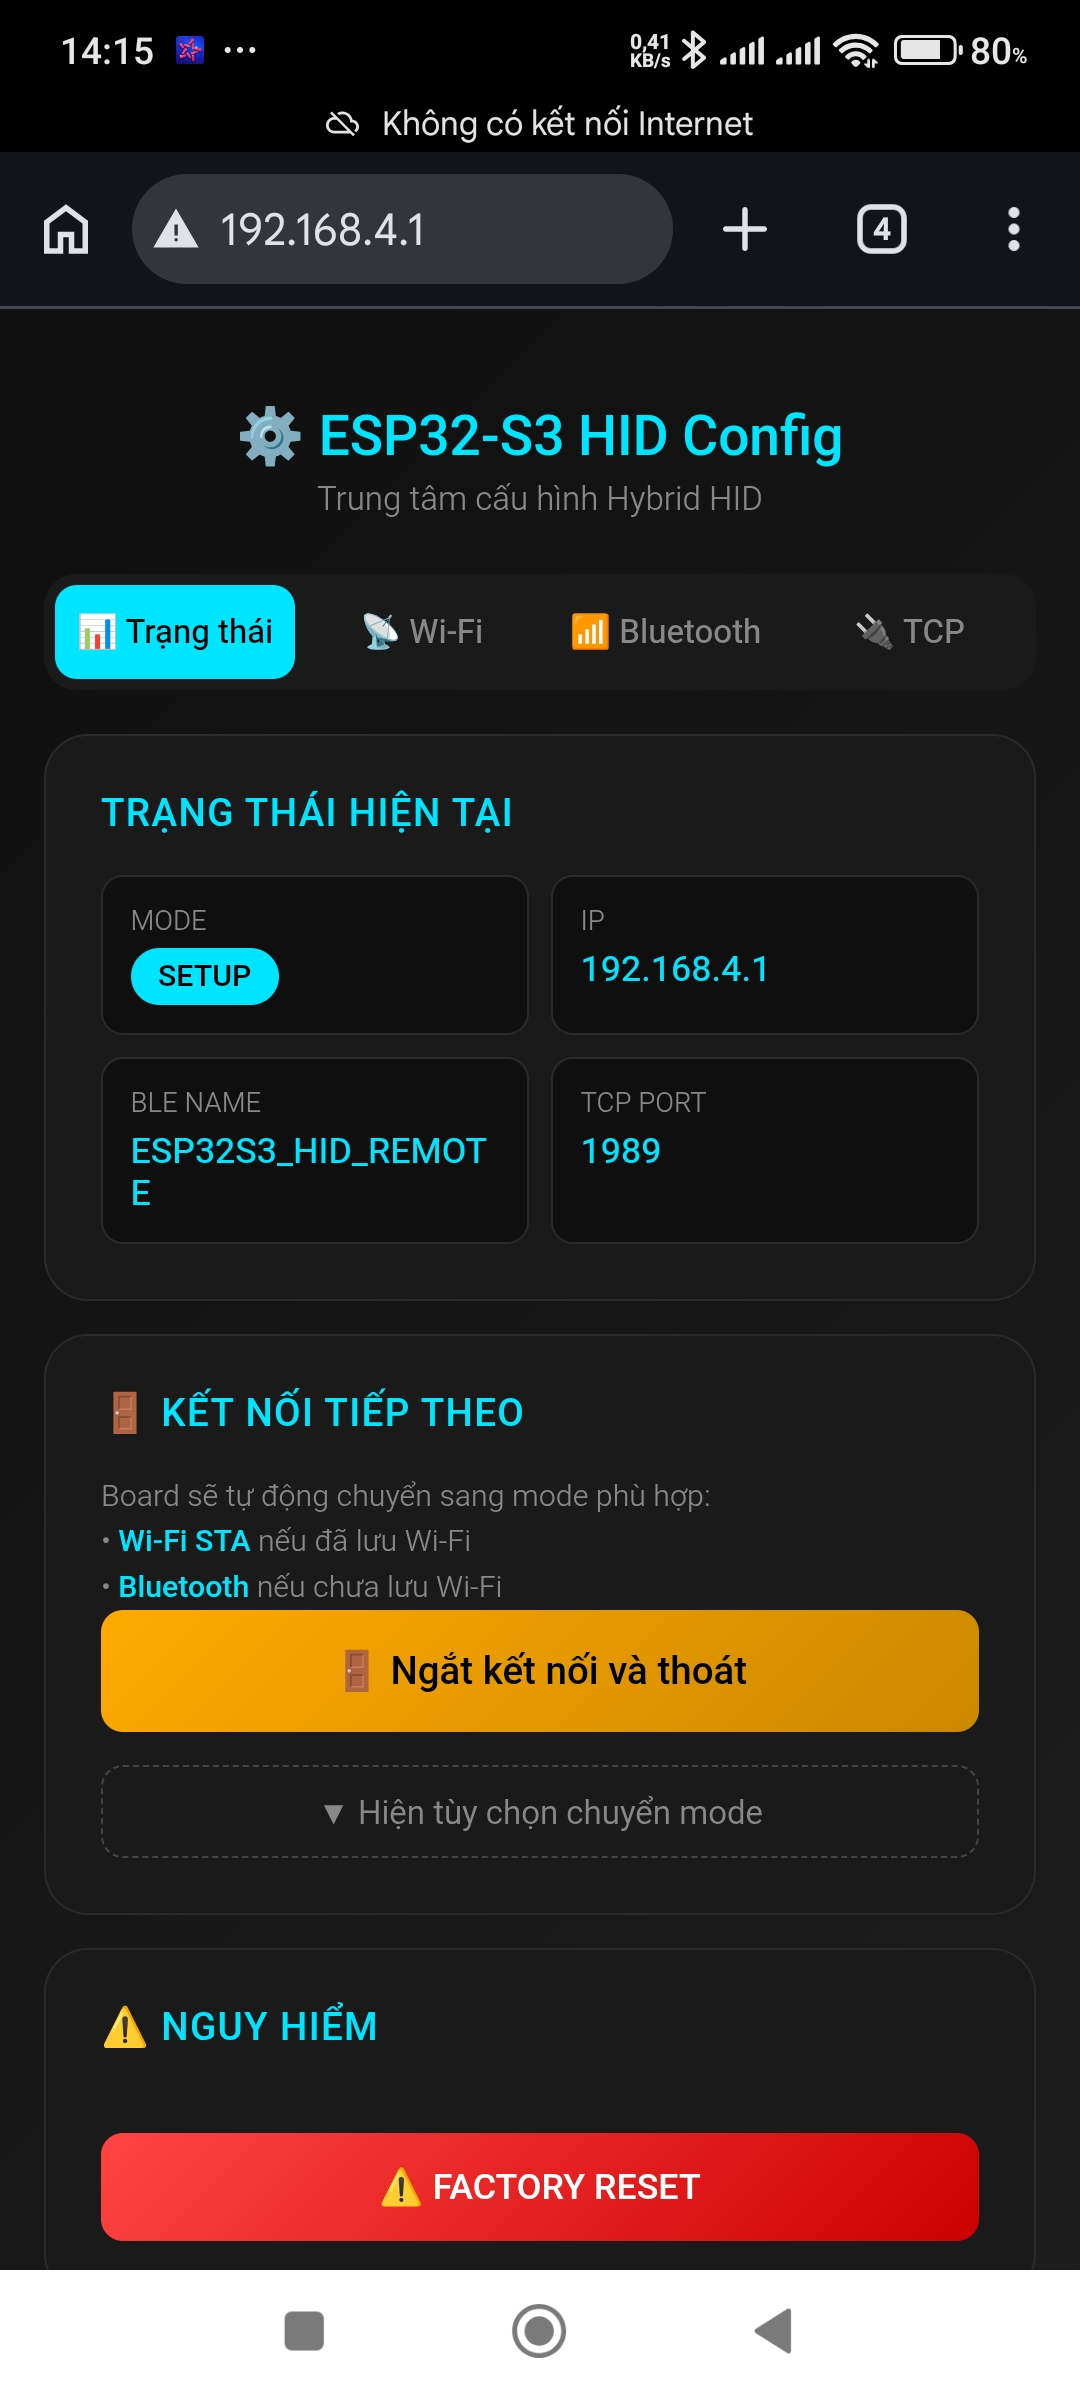 14:15
0,41 KB/s
80%
Không có kết nối Internet
192.168.4.1
4
ESP32-S3 HID Config
Trung tâm cấu hình Hybrid HID
Trạng thái
Wi-Fi
Bluetooth
TCP
TRẠNG THÁI HIỆN TẠI
MODE
SETUP
IP
192.168.4.1
BLE NAME
ESP32S3_HID_REMOT
E
TCP PORT
1989
KẾT NỐI TIẾP THEO
Board sẽ tự động chuyển sang mode phù hợp:
• Wi-Fi STA nếu đã lưu Wi-Fi
• Bluetooth nếu chưa lưu Wi-Fi
Ngắt kết nối và thoát
▼ Hiện tùy chọn chuyển mode
⚠️ NGUY HIỂM
⚠️ FACTORY RESET